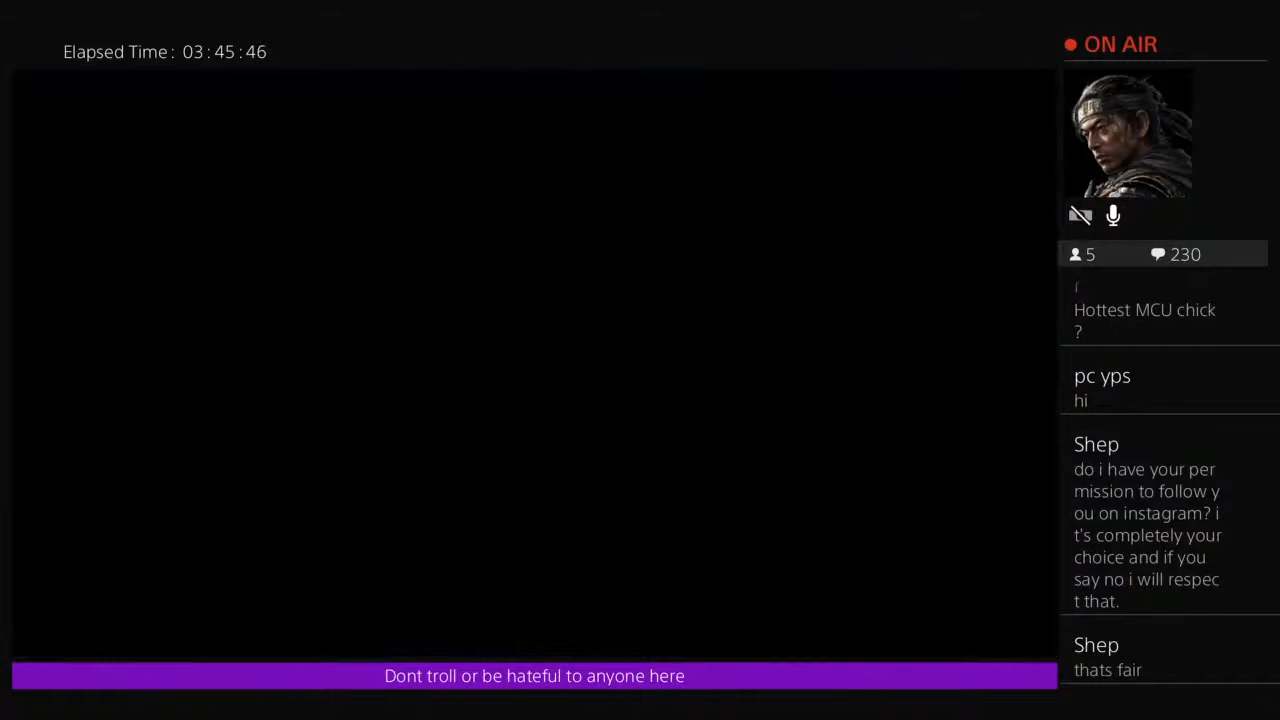 Elapsed Time: 03:45:46
ON AIR
5
230
Hottest MCU chick
?
pc yps
hi
Shep
do i have your per
mission to follow y
ou on instagram? i
t's completely your
choice and if you
say no i will respec
t that.
Shep
thats fair
Dont troll or be hateful to anyone here